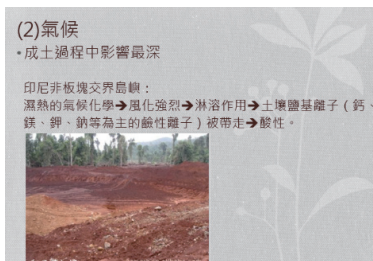 (2)氣候
•成土過程中影響最深
印尼非板塊交界島嶼：
濕熱的氣候化學➔風化強烈➔淋溶作用➔土壤鹽基離子（鈣、
鎂、鉀、鈉等為主的鹼性離子）被帶走➔酸性。